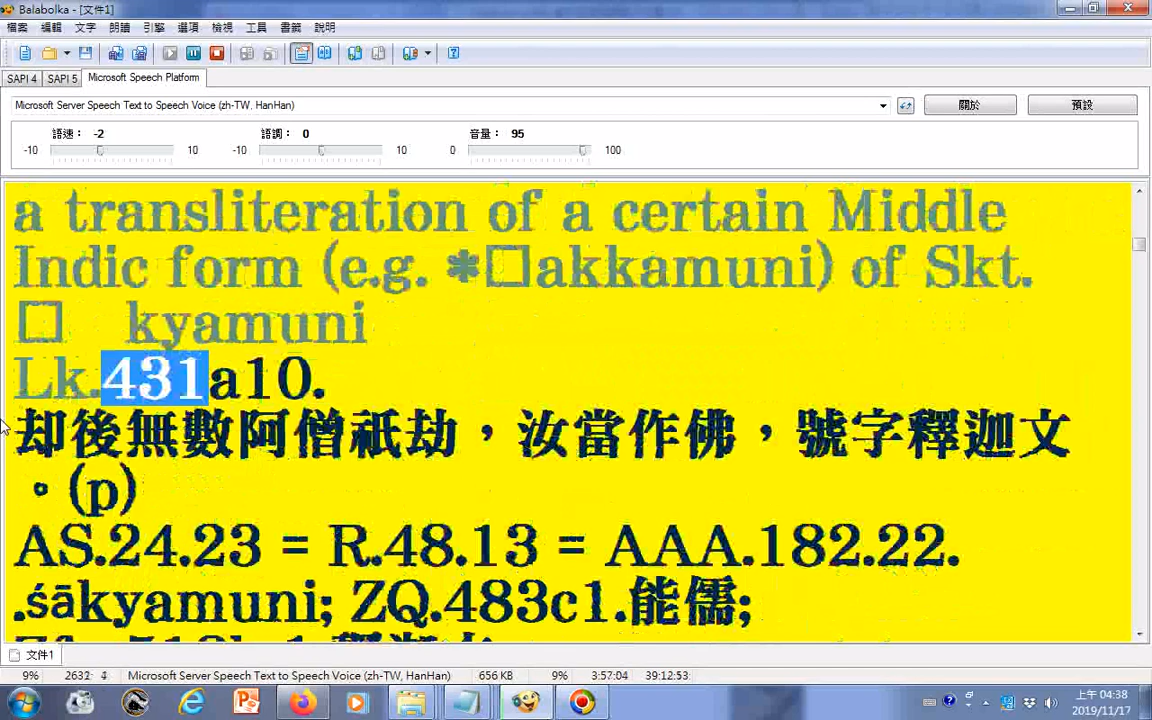 Balabolka - [文件1]
檔案 編輯 文字 朗讀 引擎 選項 檢視 工具 書籤 說明
SAPI 4 SAPI 5 Microsoft Speech Platform
Microsoft Server Speech Text to Speech Voice (zh-TW, HanHan) 關於 預設
語速： -2 語調： 0 音量： 95
-10 10 -10 10 0 100
a transliteration of a certain Middle
Indic form (e.g. *□akkamuni) of Skt.
□ kyamuni
Lk.431a10.
却後無數阿僧祇劫，汝當作佛，號字釋迦文
。(p)
AS.24.23 = R.48.13 = AAA.182.22.
.śākyamuni; ZQ.483c1.能儒;
文件1
9% 2632: 4 Microsoft Server Speech Text to Speech Voice (zh-TW, HanHan) 656 KB 9% 3:57:04 39:12:53
上午 04:38
2019/11/17